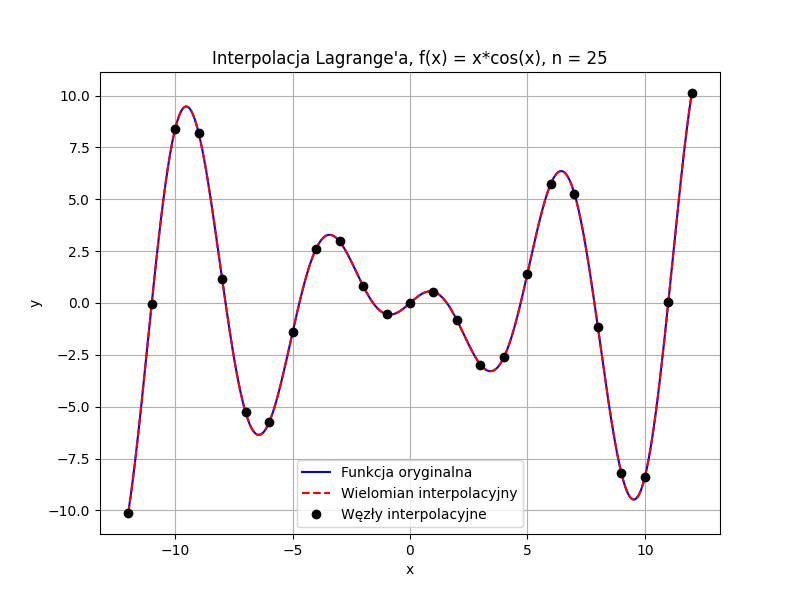 Interpolacja Lagrange'a, f(x) = x*cos(x), n = 25
10.0
7.5
5.0
2.5
0.0
−2.5
−5.0
−7.5
−10.0
y
Funkcja oryginalna
Wielomian interpolacyjny
Węzły interpolacyjne
−10 −5 0 5 10
x